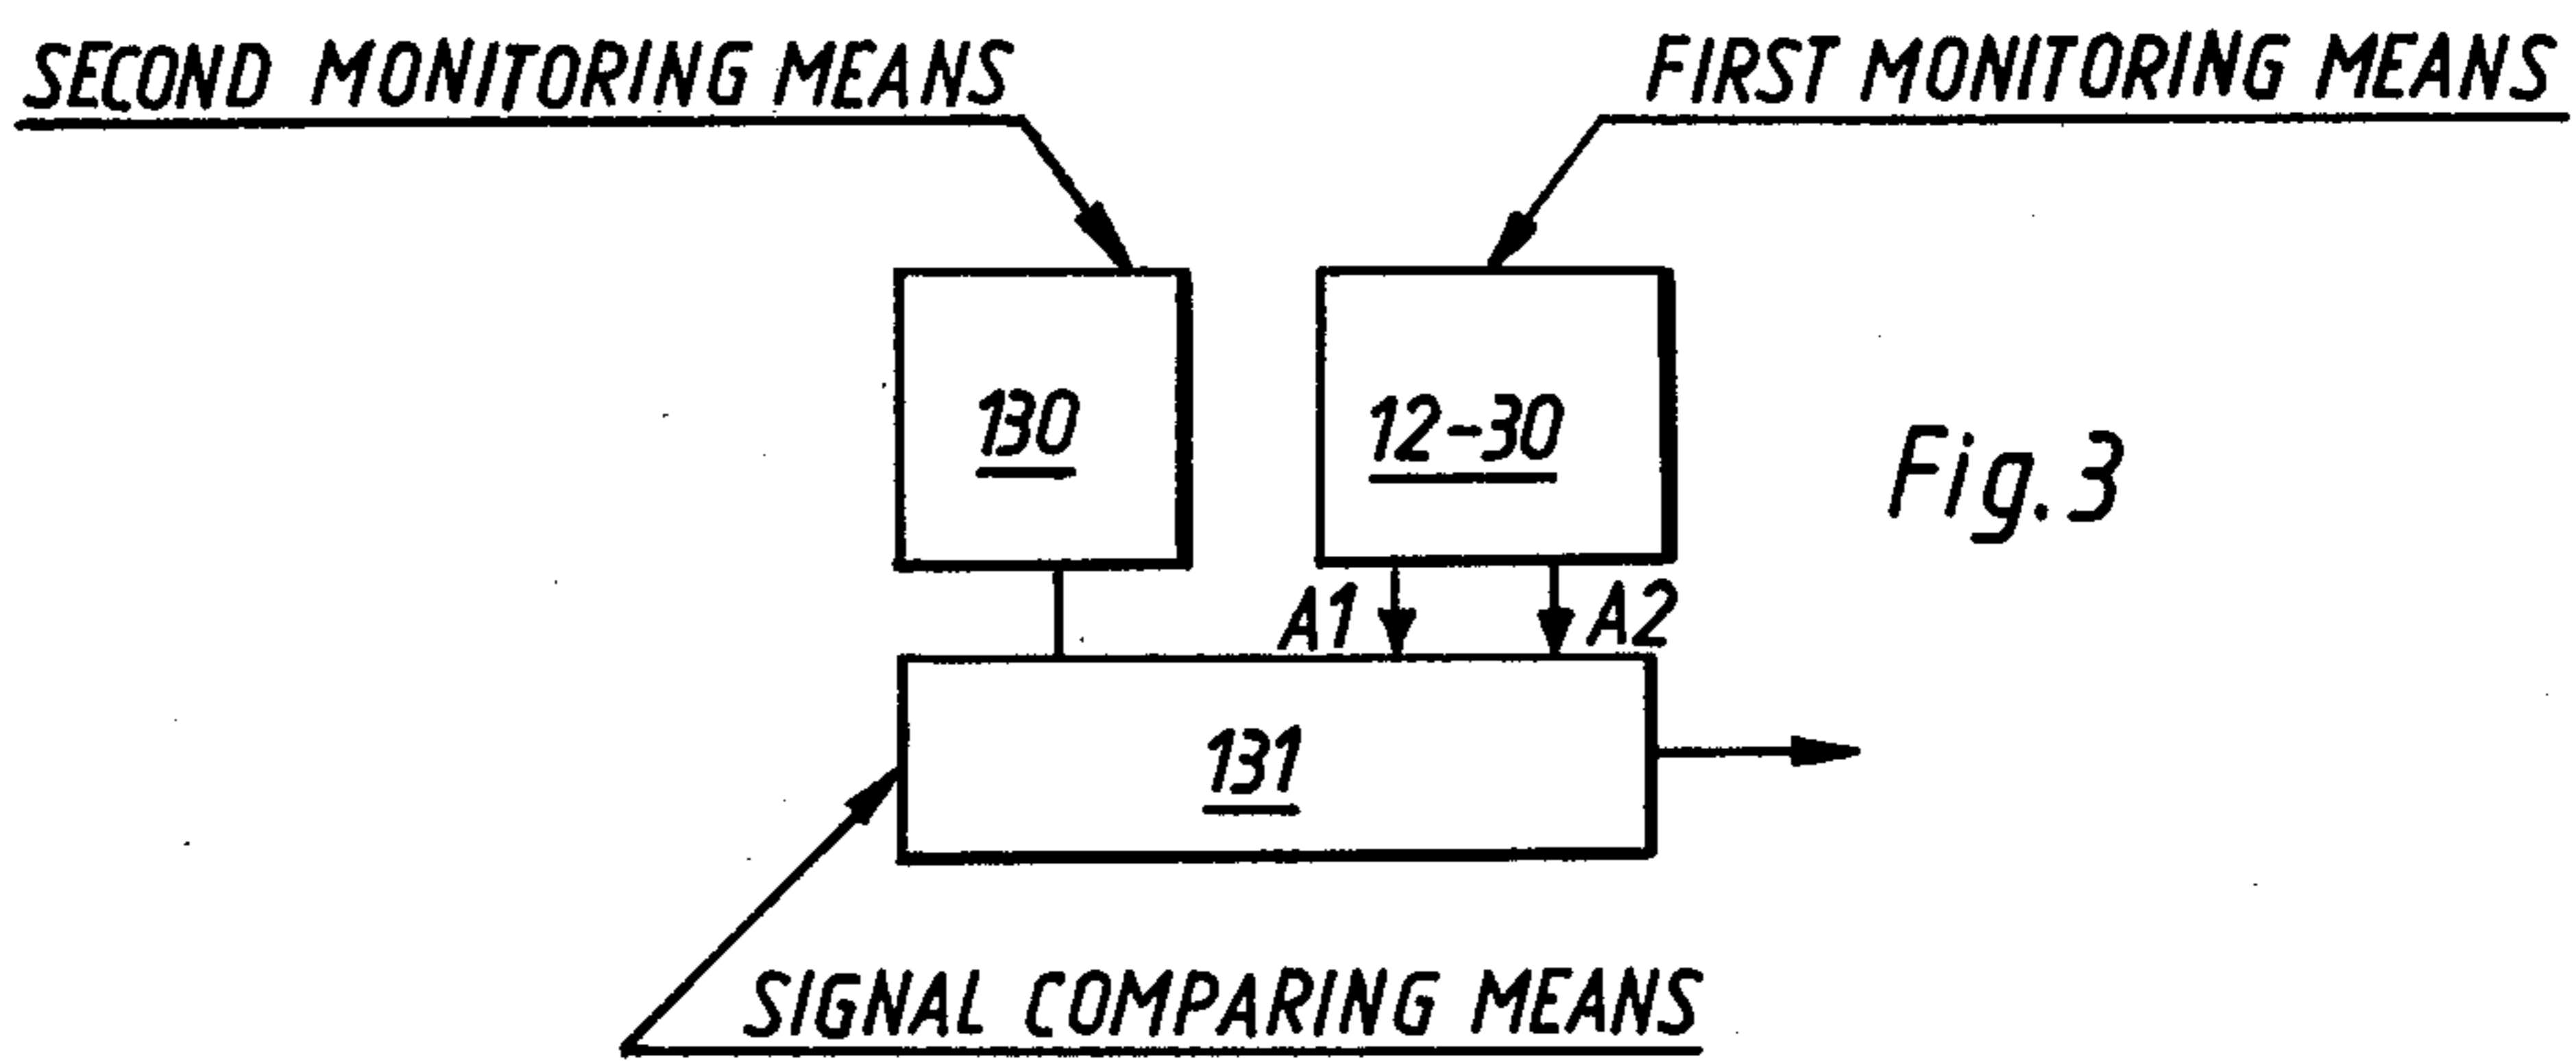 SECOND MONITORING MEANS
FIRST MONITORING MEANS
130
12-30
Fig. 3
A1
A2
131
SIGNAL COMPARING MEANS